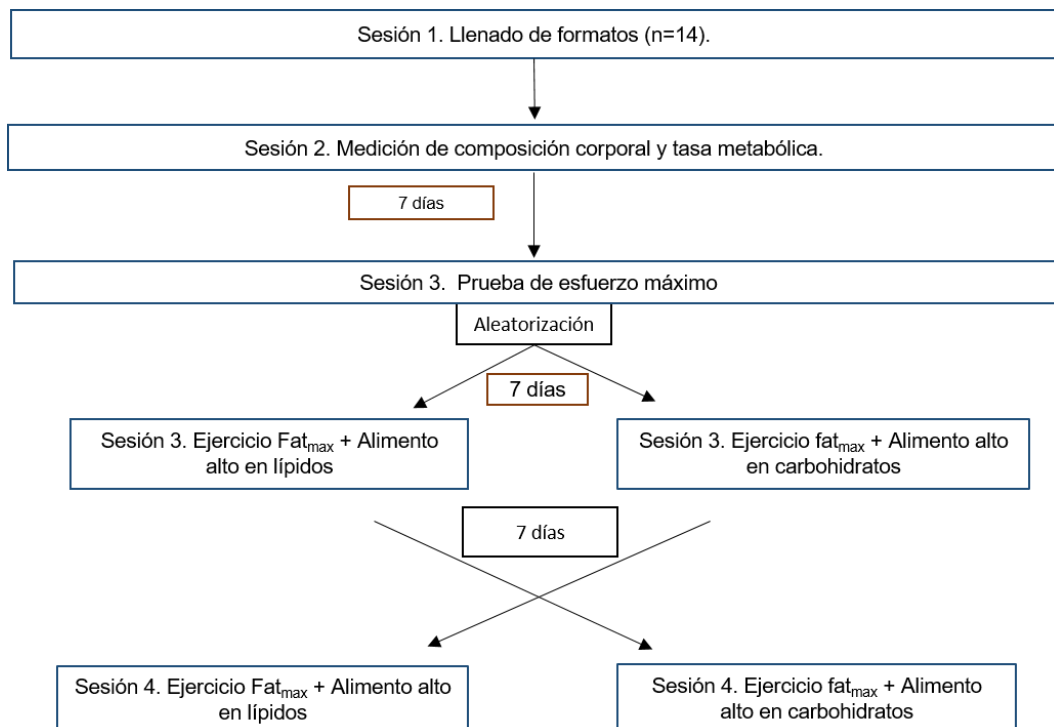 Sesión 1. Llenado de formatos (n=14).
Sesión 2. Medición de composición corporal y tasa metabólica.
7 días
Sesión 3.  Prueba de esfuerzo máximo
Aleatorización
7 días
Sesión 3. Ejercicio Fatmax + Alimento
alto en lípidos
Sesión 3. Ejercicio fatmax + Alimento alto
en carbohidratos
7 días
Sesión 4. Ejercicio Fatmax + Alimento alto
en lípidos
Sesión 4. Ejercicio fatmax + Alimento
alto en carbohidratos